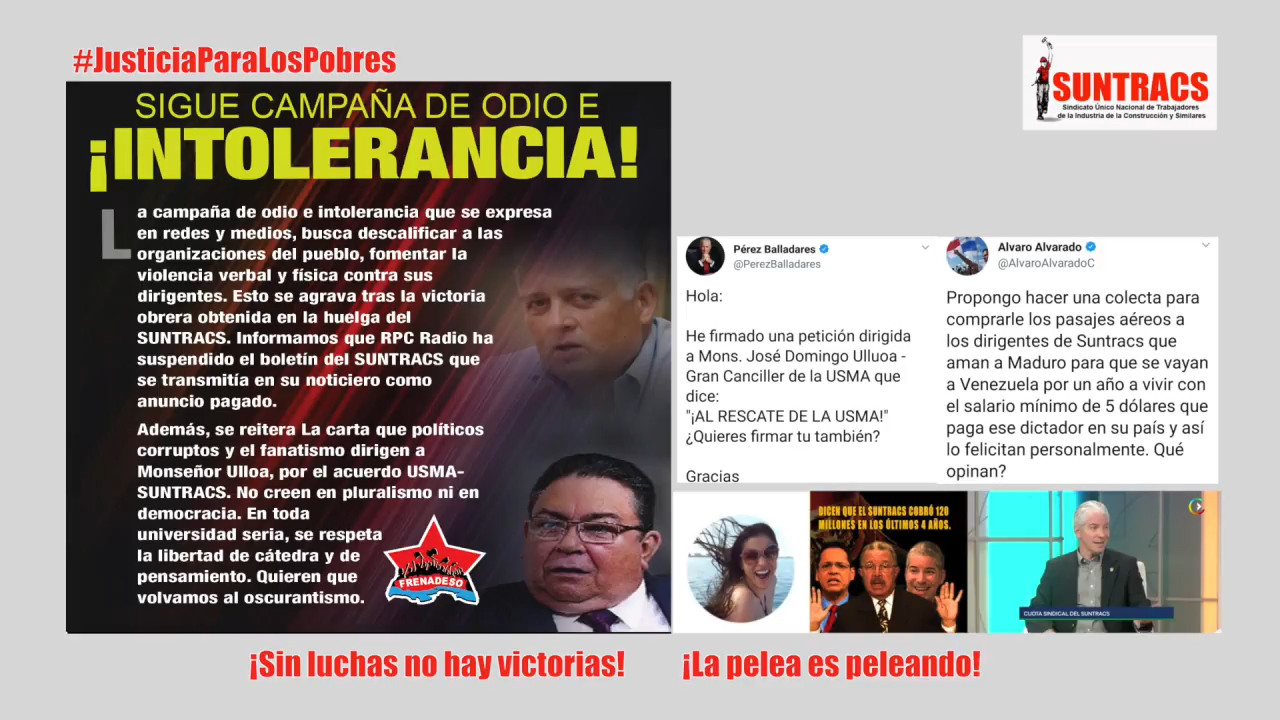 #JusticiaParaLosPobres
SUNTRACS
Sindicato Único Nacional de Trabajadores
de la Industria de la Construcción y Similares
SIGUE CAMPAÑA DE ODIO E
¡INTOLERANCIA!
La campaña de odio e intolerancia que se expresa
en redes y medios, busca descalificar a las
organizaciones del pueblo, fomentar la
violencia verbal y física contra sus
dirigentes. Esto se agrava tras la victoria
obrera obtenida en la huelga del
SUNTRACS. Informamos que RPC Radio ha
suspendido el boletín del SUNTRACS que
se transmitía en su noticiero como
anuncio pagado.
Además, se reitera La carta que políticos
corruptos y el fanatismo dirigen a
Monseñor Ulloa, por el acuerdo USMA-
SUNTRACS. No creen en pluralismo ni en
democracia. En toda
universidad seria, se respeta
la libertad de cátedra y de
pensamiento. Quieren que
volvamos al oscurantismo.
FRENADESO
Pérez Balladares
@PerezBalladares
Hola:
He firmado una petición dirigida
a Mons. José Domingo Ulluoa -
Gran Canciller de la USMA que
dice:
"¡AL RESCATE DE LA USMA!"
¿Quieres firmar tu también?
Gracias
Alvaro Alvarado
@AlvaroAlvaradoC
Propongo hacer una colecta para
comprarle los pasajes aéreos a
los dirigentes de Suntracs que
aman a Maduro para que se vayan
a Venezuela por un año a vivir con
el salario mínimo de 5 dólares que
paga ese dictador en su país y así
lo felicitan personalmente. Qué
opinan?
DICEN QUE EL SUNTRACS COBRÓ 120
MILLONES EN LOS ÚLTIMOS 4 AÑOS.
CUOTA SINDICAL DEL SUNTRACS
¡Sin luchas no hay victorias!
¡La pelea es peleando!